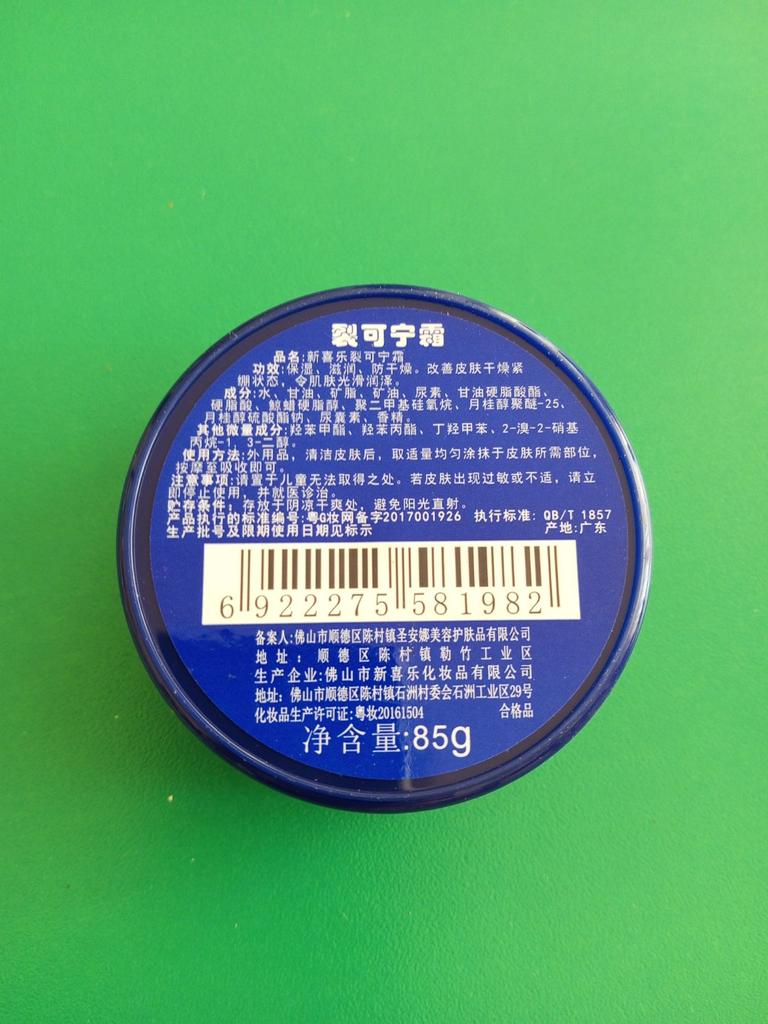 裂可宁霜
品名:新喜乐裂可宁霜
功效:保湿、滋润、防干燥。改善皮肤干燥紧
绷状态，令肌肤光滑润泽。
成分:水、甘油、矿脂、矿油、尿素、甘油硬脂酸酯、
硬脂酸、鲸蜡硬脂醇、聚二甲基硅氧烷、月桂醇聚醚-25、
月桂醇硫酸酯钠、尿囊素、香精。
其他微量成分:羟苯甲酯、羟苯丙酯、丁羟甲苯、2-溴-2-硝基
丙烷-1，3-二醇。
使用方法:外用品，清洁皮肤后，取适量均匀涂抹于皮肤所需部位，
按摩至吸收即可。
注意事项:请置于儿童无法取得之处。若皮肤出现过敏或不适，请立
即停止使用，并就医诊治。
贮存条件：存放于阴凉干爽处，避免阳光直射。
产品执行的标准编号:粤G妆网备字2017001926 执行标准: QB/T 1857
生产批号及限期使用日期见标示 产地:广东
6 922275 581982
备案人:佛山市顺德区陈村镇圣安娜美容护肤品有限公司
地址：顺德区陈村镇勒竹工业区
生产企业:佛山市新喜乐化妆品有限公司
地址:佛山市顺德区陈村镇石洲村委会石洲工业区29号
化妆品生产许可证:粤妆20161504 合格品
净含量:85g